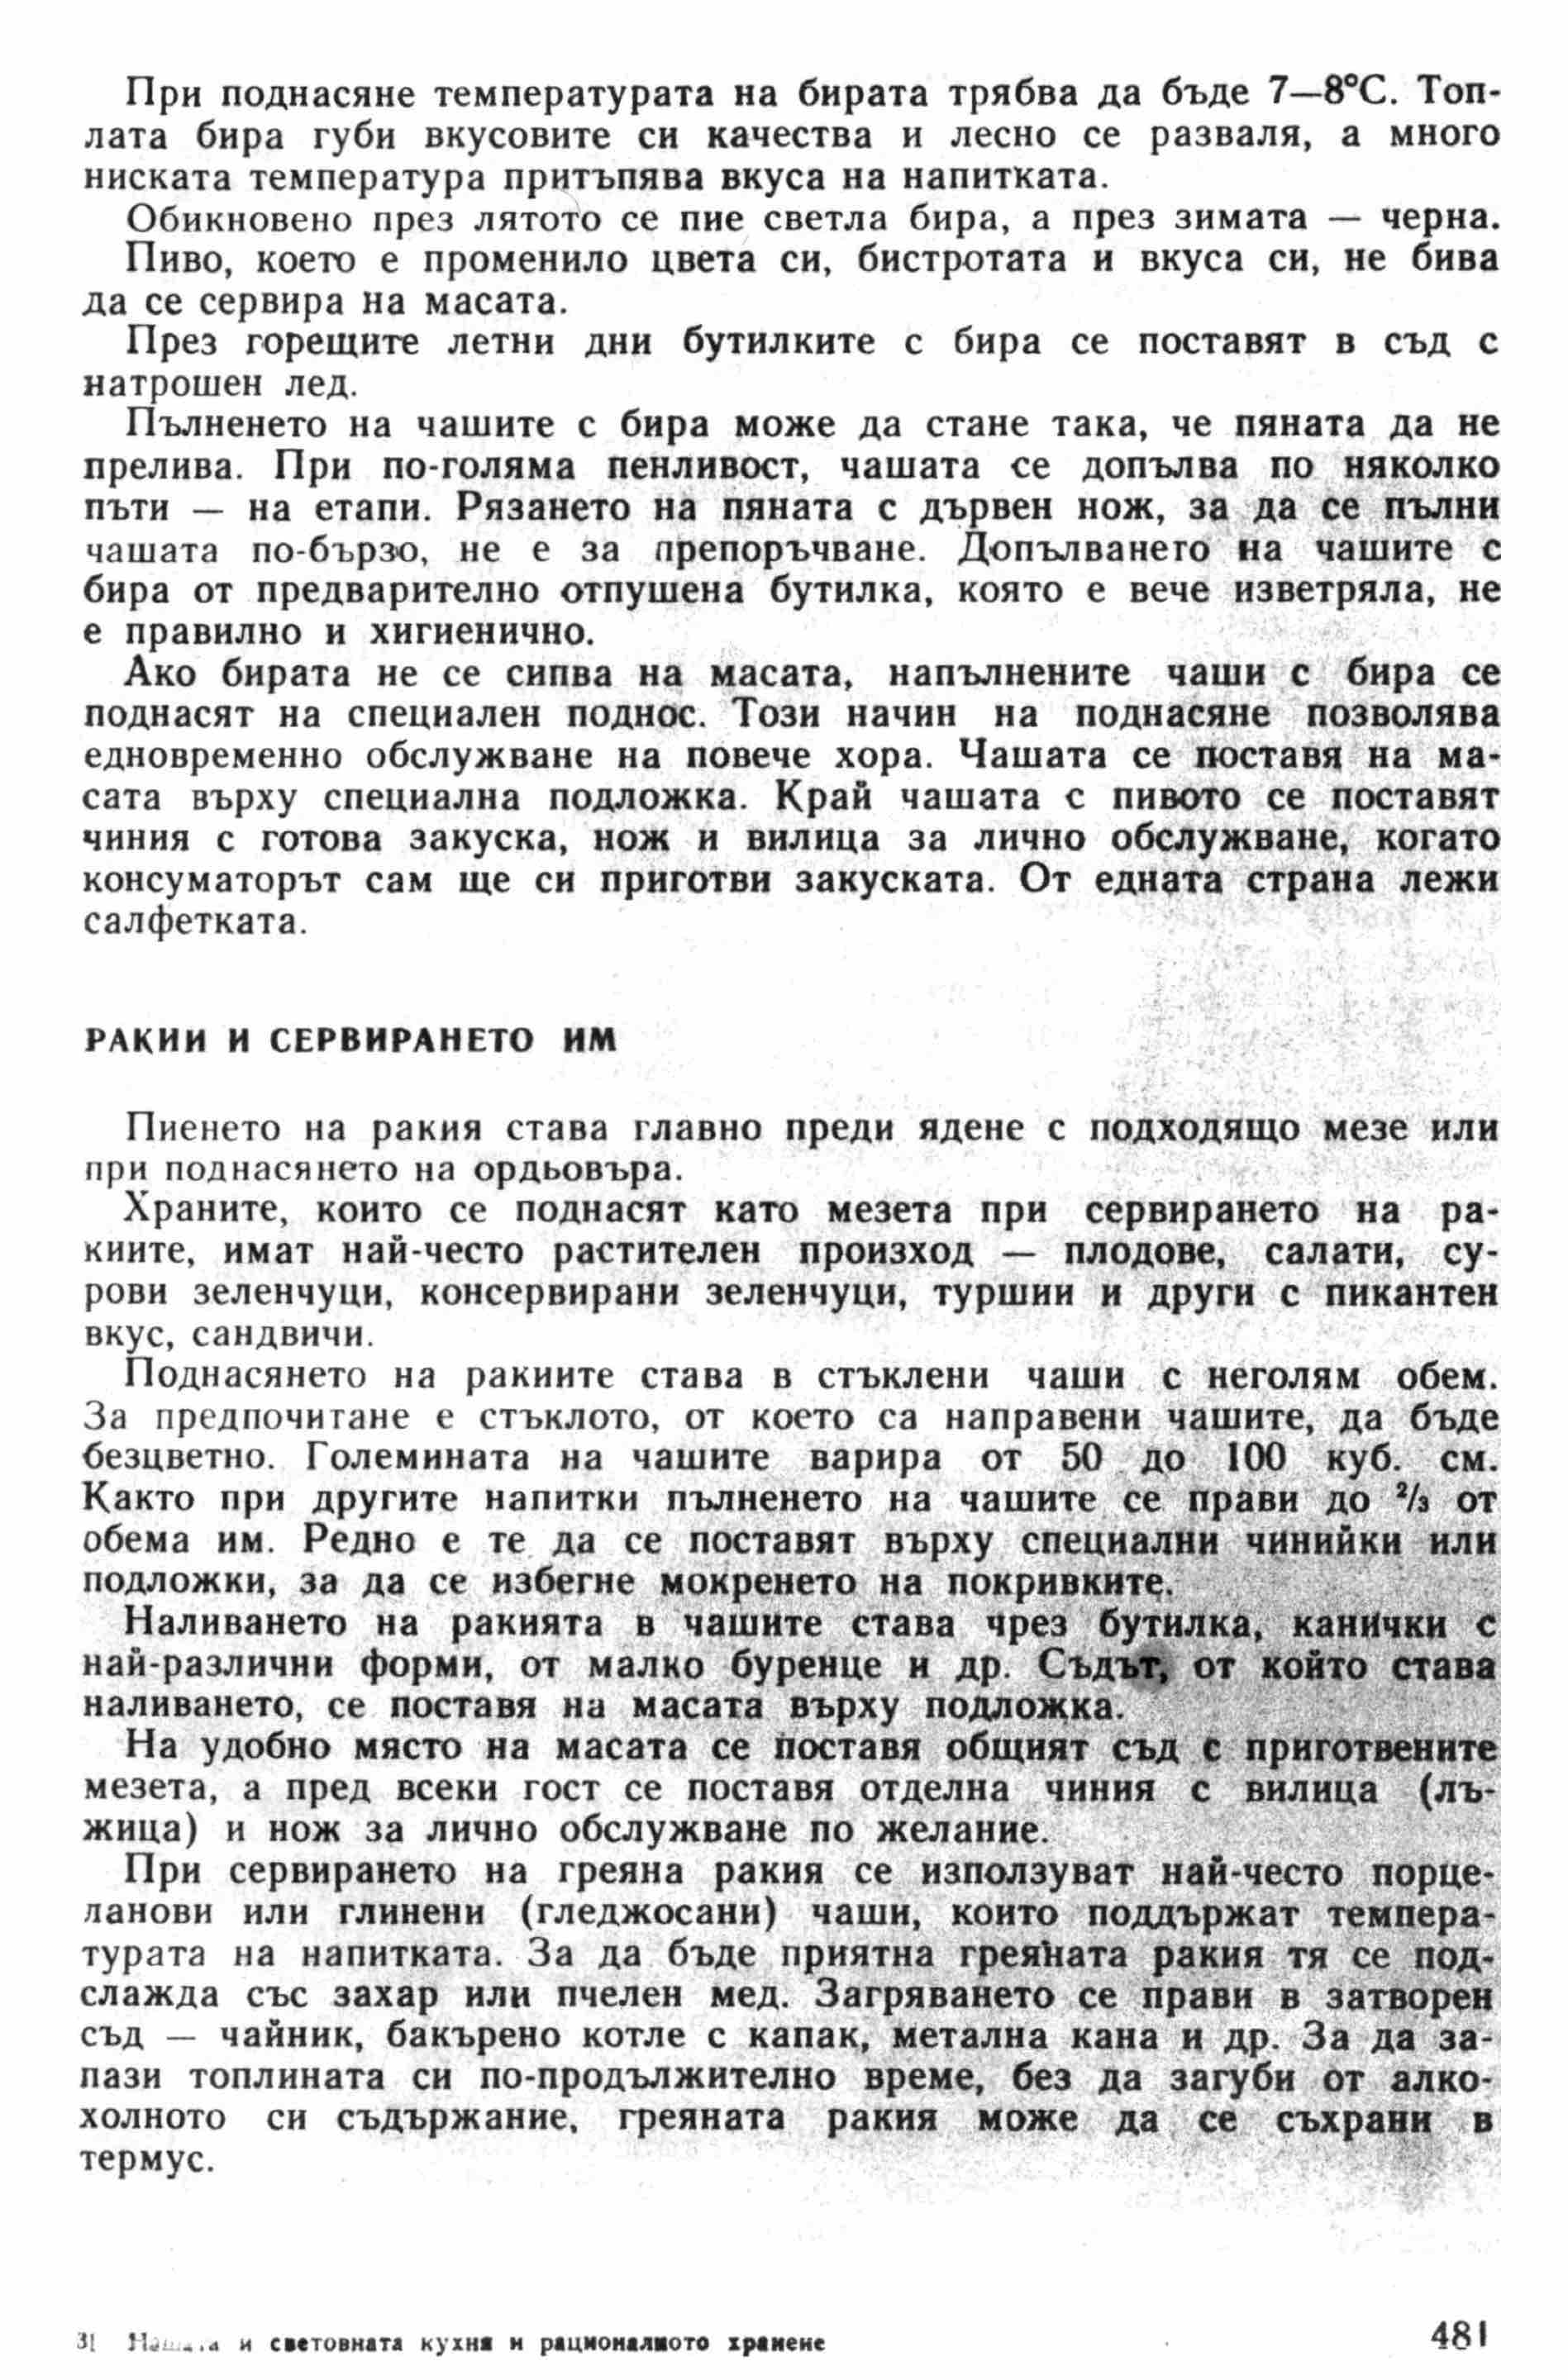 При поднасяне температурата на бирата трябва да бъде 7—8°С. Топ-
лата бира губи вкусовите си качества и лесно се разваля, а много
ниската температура притъпява вкуса на напитката.
Обикновено през лятото се пие светла бира, а през зимата — черна.
Пиво, което е променило цвета си, бистротата и вкуса си, не бива
да се сервира на масата.
През горещите летни дни бутилките с бира се поставят в съд с
натрошен лед.
Пълненето на чашите с бира може да стане така, че пяната да не
прелива. При по-голяма пенливост, чашата се допълва по няколко
пъти — на етапи. Рязането на пяната с дървен нож, за да се пълни
чашата по-бързо, не е за препоръчване. Допълването на чашите с
бира от предварително отпушена бутилка, която е вече изветряла, не
е правилно и хигиенично.
Ако бирата не се сипва на масата, напълнените чаши с бира се
поднасят на специален поднос. Този начин на поднасяне позволява
едновременно обслужване на повече хора. Чашата се поставя на ма-
сата върху специална подложка. Край чашата с пивото се поставят
чиния с готова закуска, нож и вилица за лично обслужване, когато
консуматорът сам ще си приготви закуската. От едната страна лежи
салфетката.
РАКИИ И СЕРВИРАНЕТО ИМ
Пиенето на ракия става главно преди ядене с подходящо мезе или
при поднасянето на ордьовъра.
Храните, които се поднасят като мезета при сервирането на ра-
киите, имат най-често растителен произход — плодове, салати, су-
рови зеленчуци, консервирани зеленчуци, туршии и други с пикантен
вкус, сандвичи.
Поднасянето на ракиите става в стъклени чаши с неголям обем.
За предпочитане е стъклото, от което са направени чашите, да бъде
безцветно. Големината на чашите варира от 50 до 100 куб. см.
Както при другите напитки пълненето на чашите се прави до ²/₃ от
обема им. Редно е те да се поставят върху специални чинийки или
подложки, за да се избегне мокренето на покривките.
Наливането на ракията в чашите става чрез бутилка, канички с
най-различни форми, от малко буренце и др. Съдът, от който става
наливането, се поставя на масата върху подложка.
На удобно място на масата се поставя общият съд с приготвените
мезета, а пред всеки гост се поставя отделна чиния с вилица (лъ-
жица) и нож за лично обслужване по желание.
При сервирането на греяна ракия се използуват най-често порце-
ланови или глинени (гледжосани) чаши, които поддържат темпера-
турата на напитката. За да бъде приятна греяната ракия тя се под-
слажда със захар или пчелен мед. Загряването се прави в затворен
съд — чайник, бакърено котле с капак, метална кана и др. За да за-
пази топлината си по-продължително време, без да загуби от алко-
холното си съдържание, греяната ракия може да се съхрани в
термус.
31 и световната кухня и рационалното хранене
481